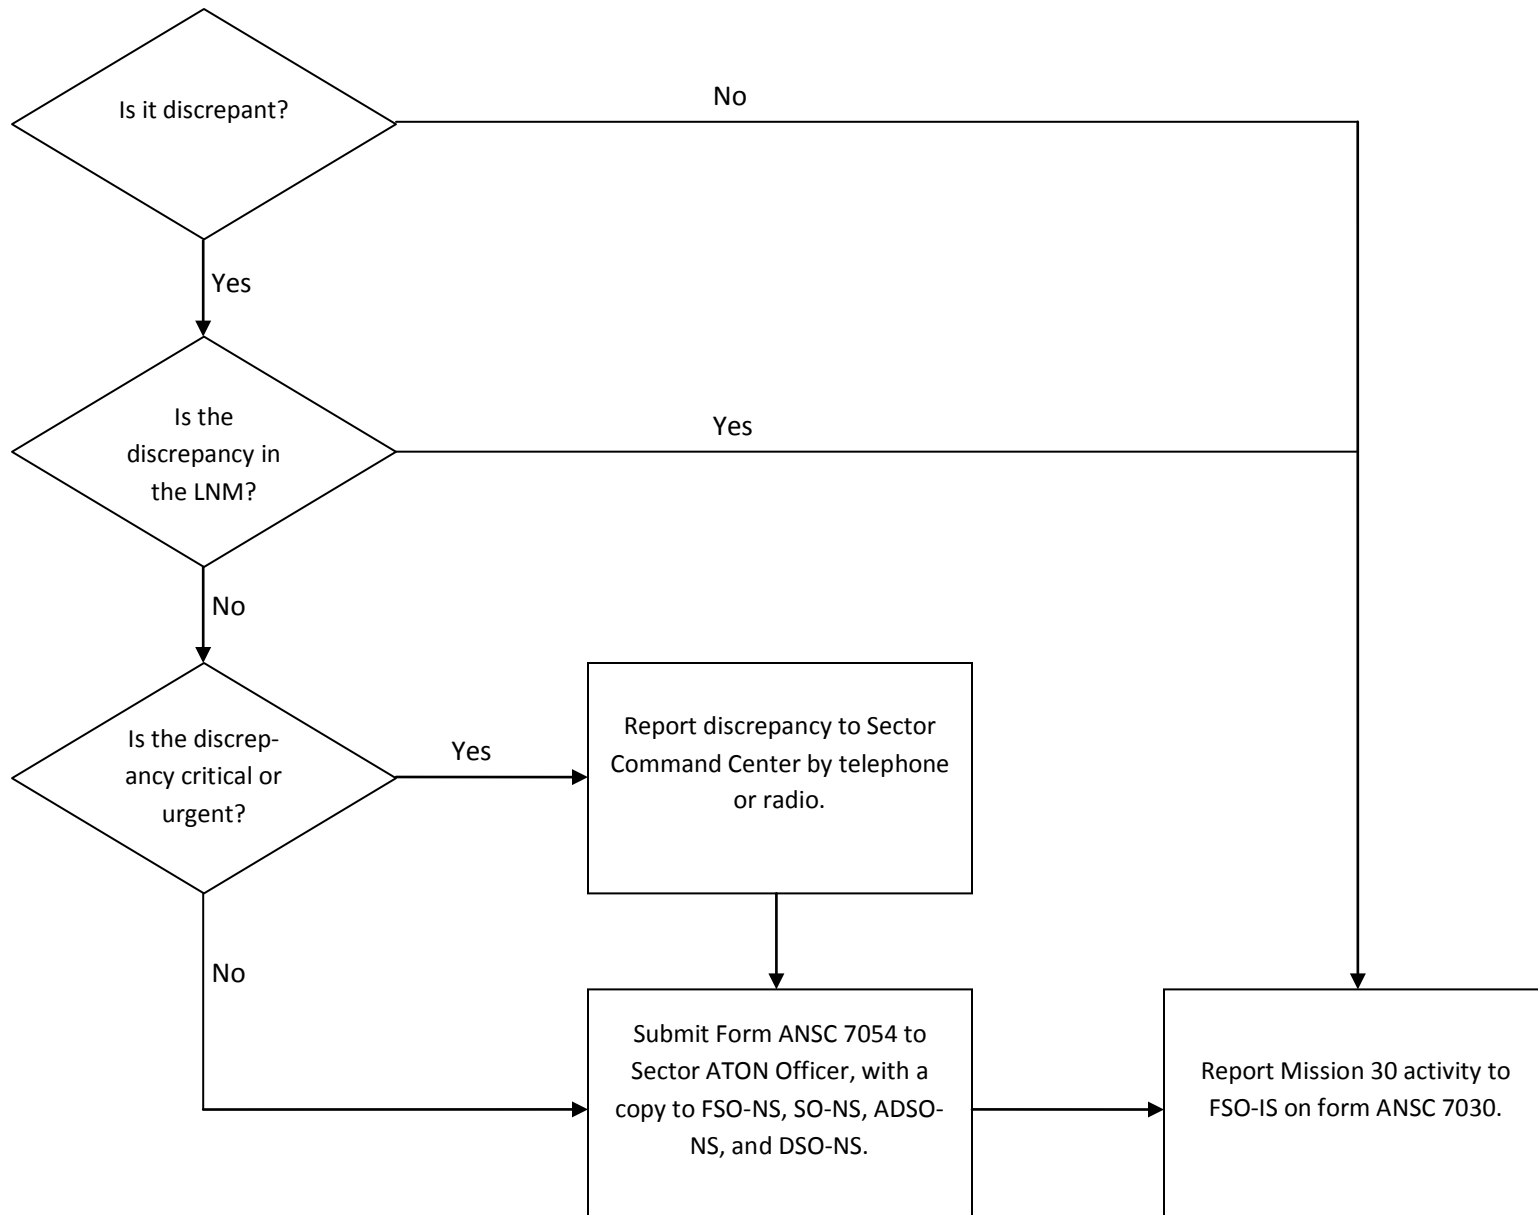 Is it discrepant?
No
Yes
Is the
discrepancy in
the LNM?
Yes
No
Is the discrep-
ancy critical or
urgent?
Yes
Report discrepancy to Sector
Command Center by telephone
or radio.
No
Submit Form ANSC 7054 to
Sector ATON Officer, with a
copy to FSO-NS, SO-NS, ADSO-
NS, and DSO-NS.
Report Mission 30 activity to
FSO-IS on form ANSC 7030.